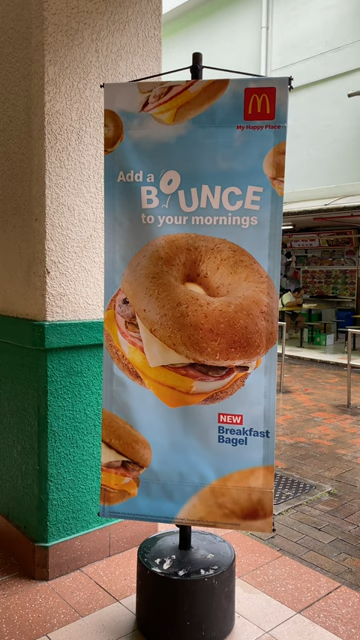 My Happy Place
Add a
BOUNCE
to your mornings
NEW
Breakfast
Bagel